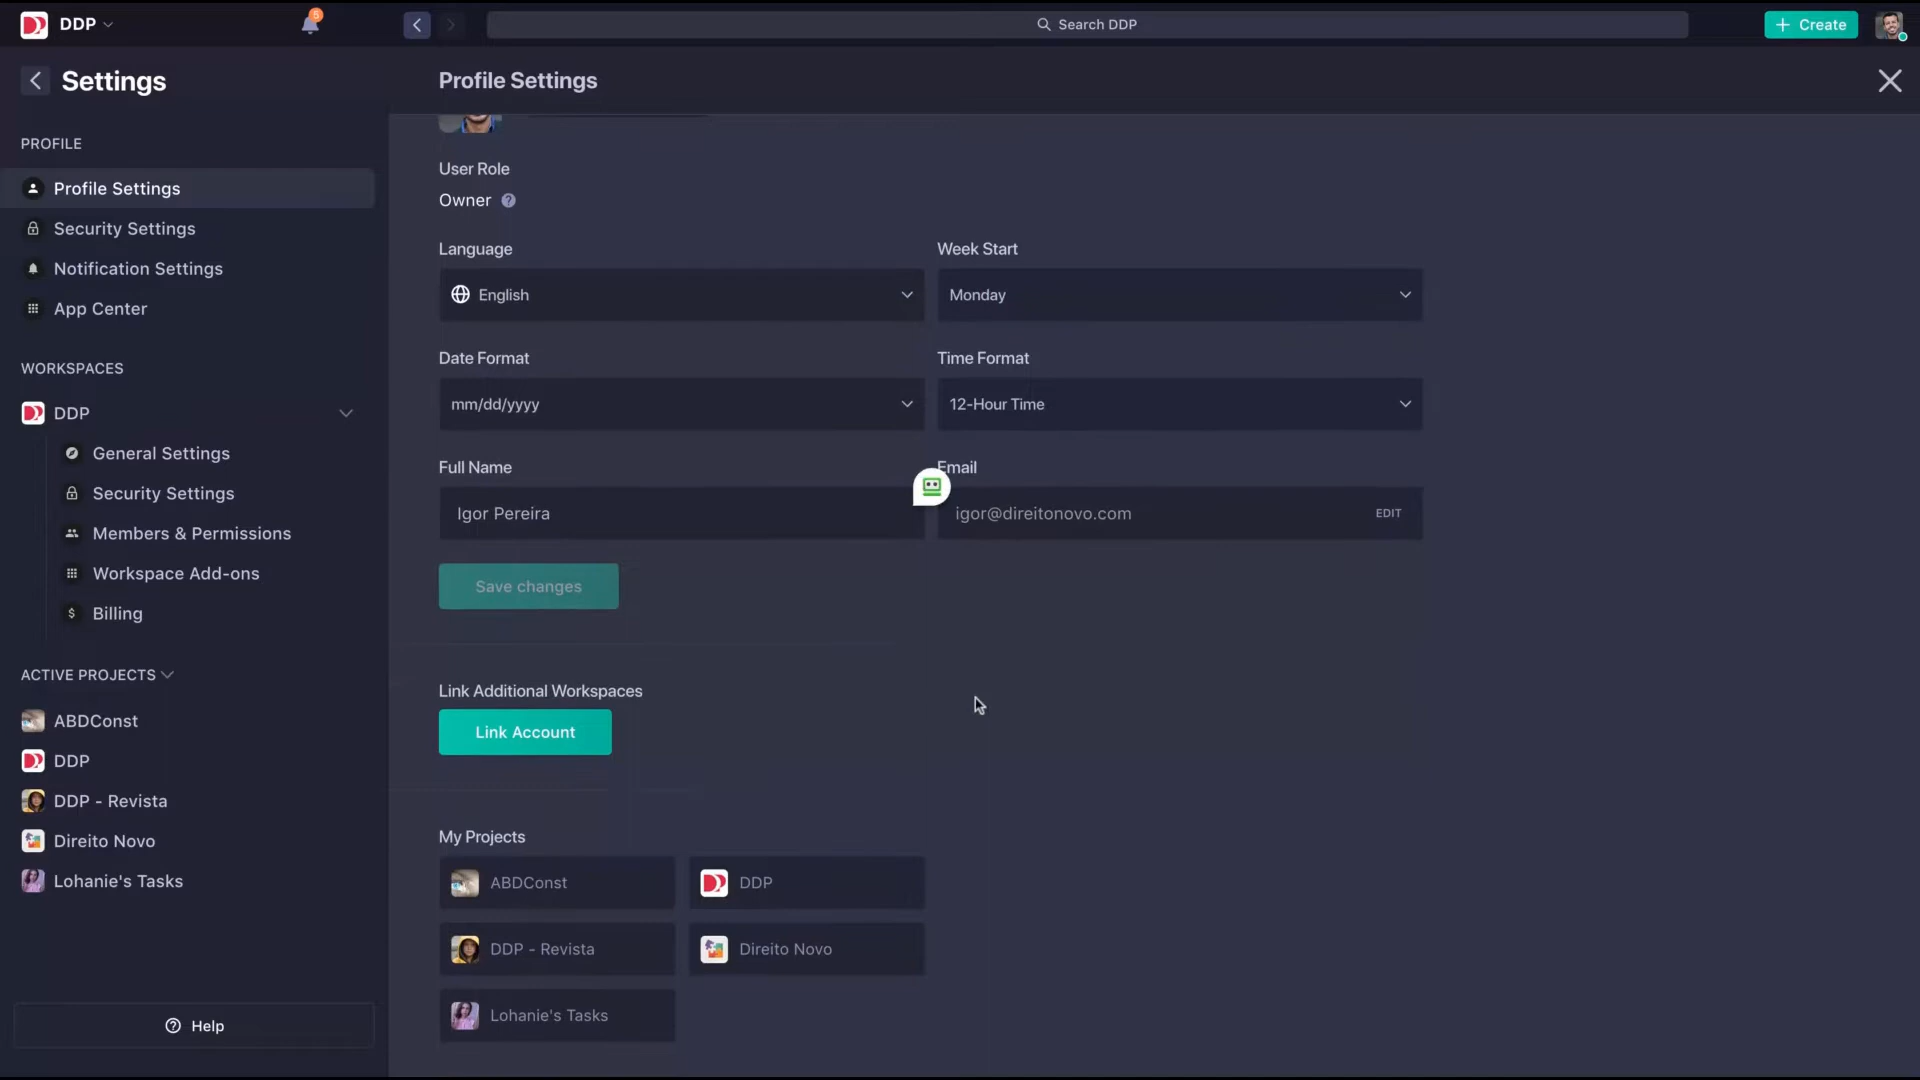 DDP
5
Search DDP
+ Create
Settings
Profile Settings
PROFILE
Profile Settings
Security Settings
Notification Settings
App Center
WORKSPACES
DDP
General Settings
Security Settings
Members & Permissions
Workspace Add-ons
$ Billing
ACTIVE PROJECTS
ABDConst
DDP
DDP - Revista
Direito Novo
Lohanie's Tasks
? Help
User Role
Owner ?
Language
English
Week Start
Monday
Date Format
mm/dd/yyyy
Time Format
12-Hour Time
Full Name
Igor Pereira
Email
igor@direitonovo.com
EDIT
Save changes
Link Additional Workspaces
Link Account
My Projects
ABDConst
DDP
DDP - Revista
Direito Novo
Lohanie's Tasks